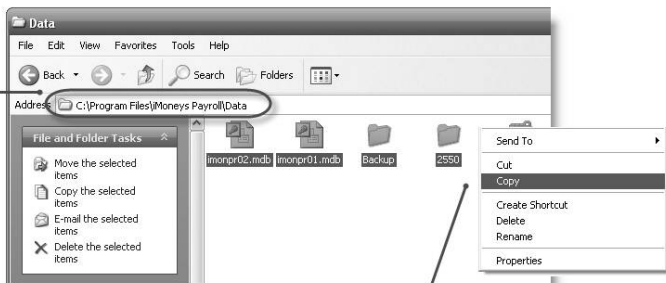 Data
File Edit View Favorites Tools Help
Back Search Folders
Address C:\Program Files\iMoneys Payroll\Data
File and Folder Tasks
Move the selected
items
Copy the selected
items
E-mail the selected
items
Delete the selected
items
imonpr02.mdb imonpr01.mdb Backup 2550
Send To
Cut
Copy
Create Shortcut
Delete
Rename
Properties